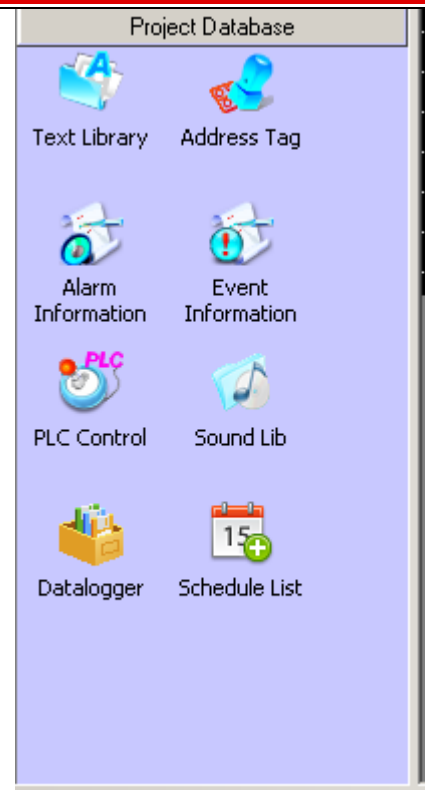 Project Database
A
Text Library
Address Tag
Alarm
Information
Event
Information
PLC
PLC Control
Sound Lib
15
Datalogger
Schedule List